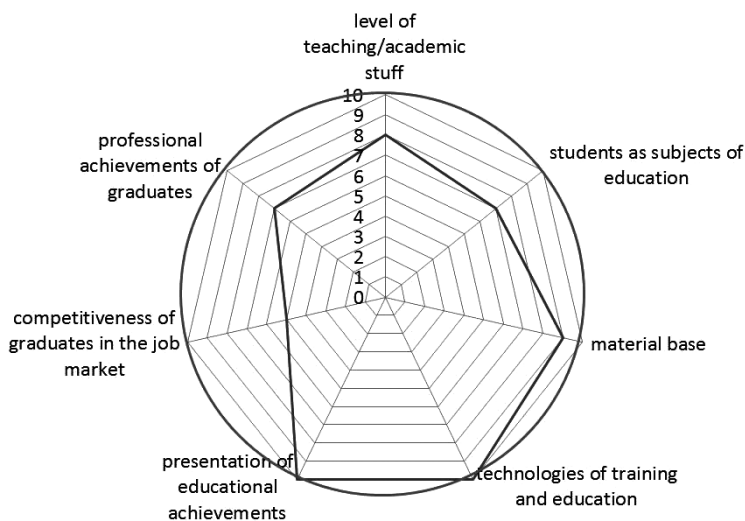 level of
teaching/academic
stuff
10
9
8
7
6
5
4
3
2
1
0
students as subjects of
education
material base
technologies of training
and education
presentation of
educational
achievements
competitiveness of
graduates in the job
market
professional
achievements of
graduates